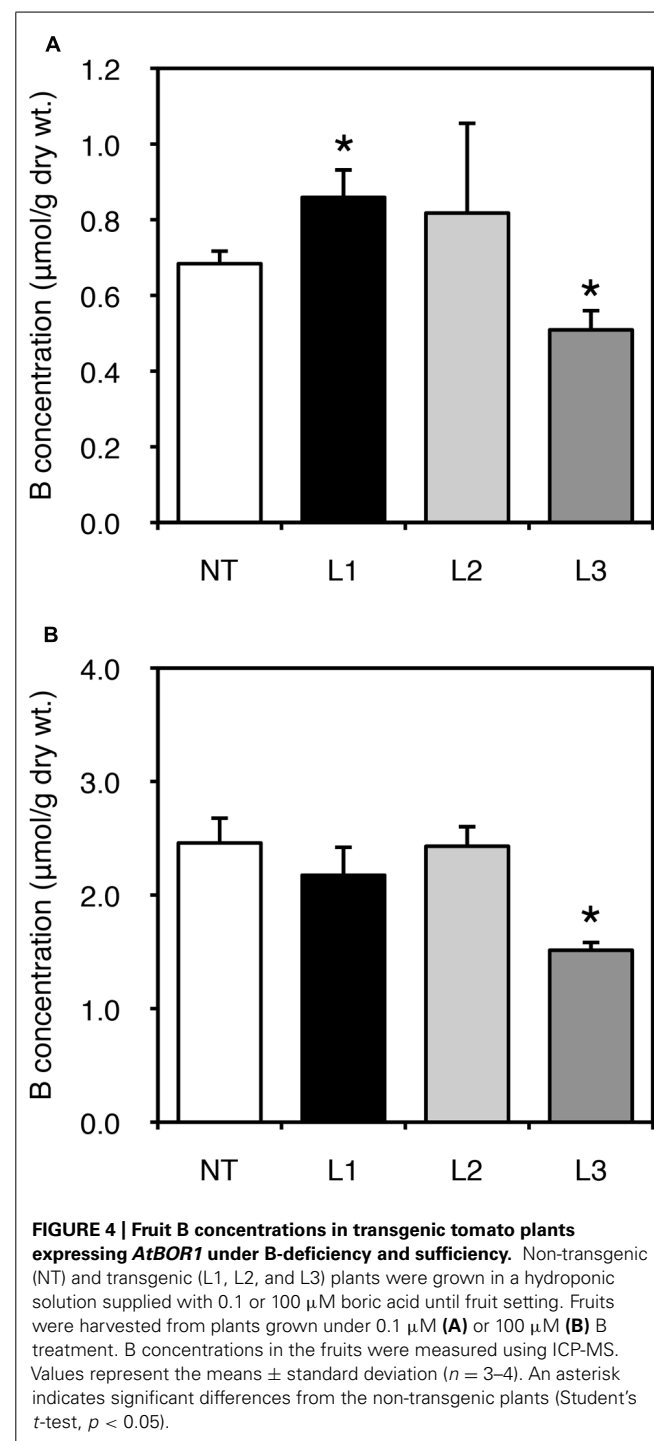 A
B concentration (μmol/g dry wt.)
1.2
1.0
0.8
0.6
0.4
0.2
0.0
*
*
NT L1 L2 L3
B
B concentration (μmol/g dry wt.)
4.0
3.0
2.0
1.0
0.0
*
NT L1 L2 L3
FIGURE 4 | Fruit B concentrations in transgenic tomato plants
expressing AtBOR1 under B-deficiency and sufficiency. Non-transgenic
(NT) and transgenic (L1, L2, and L3) plants were grown in a hydroponic
solution supplied with 0.1 or 100 μM boric acid until fruit setting. Fruits
were harvested from plants grown under 0.1 μM (A) or 100 μM (B) B
treatment. B concentrations in the fruits were measured using ICP-MS.
Values represent the means ± standard deviation (n = 3–4). An asterisk
indicates significant differences from the non-transgenic plants (Student's
t-test, p < 0.05).